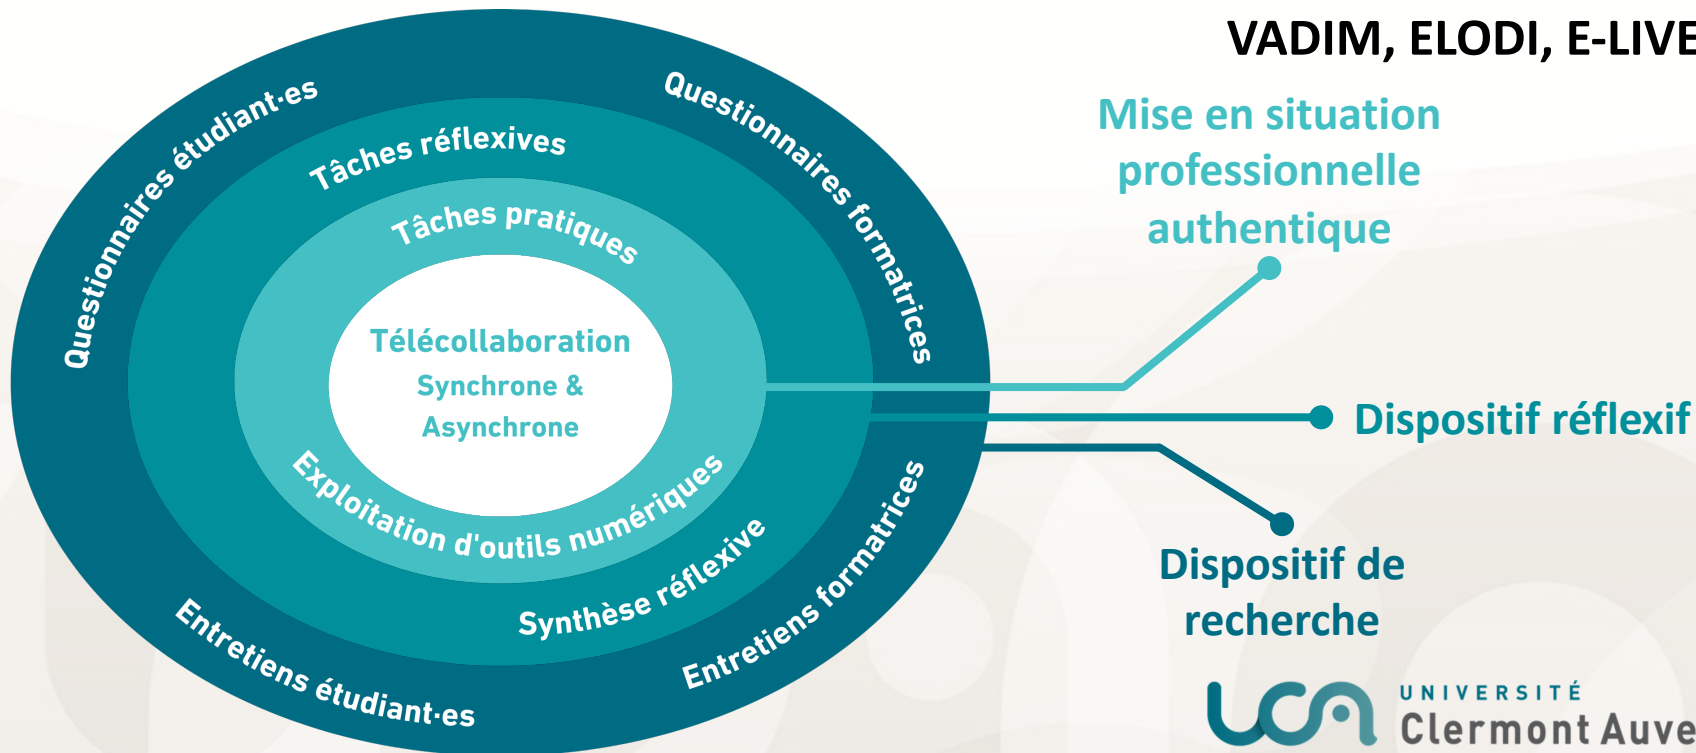 VADIM, ELODI, E-LIVE
Questionnaires étudiant·es
Questionnaires formatrices
Tâches réflexives
Tâches pratiques
Télécollaboration
Synchrone &
Asynchrone
Exploitation d'outils numériques
Synthèse réflexive
Entretiens étudiant·es
Entretiens formatrices
Mise en situation
professionnelle
authentique
Dispositif réflexif
Dispositif de
recherche
UCA
UNIVERSITÉ
Clermont Auve